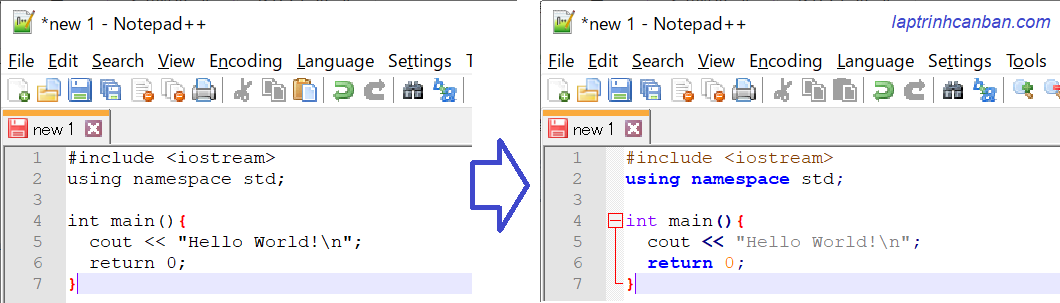 *new 1 - Notepad++
File Edit Search View Encoding Language Settings T
new 1
1 #include <iostream>
2 using namespace std;
3
4 int main(){
5 cout << "Hello World!\n";
6 return 0;
7 }
*new 1 - Notepad++
laptrinhcanban.com
File Edit Search View Encoding Language Settings Tools
new 1
1 #include <iostream>
2 using namespace std;
3
4 int main(){
5 cout << "Hello World!\n";
6 return 0;
7 }